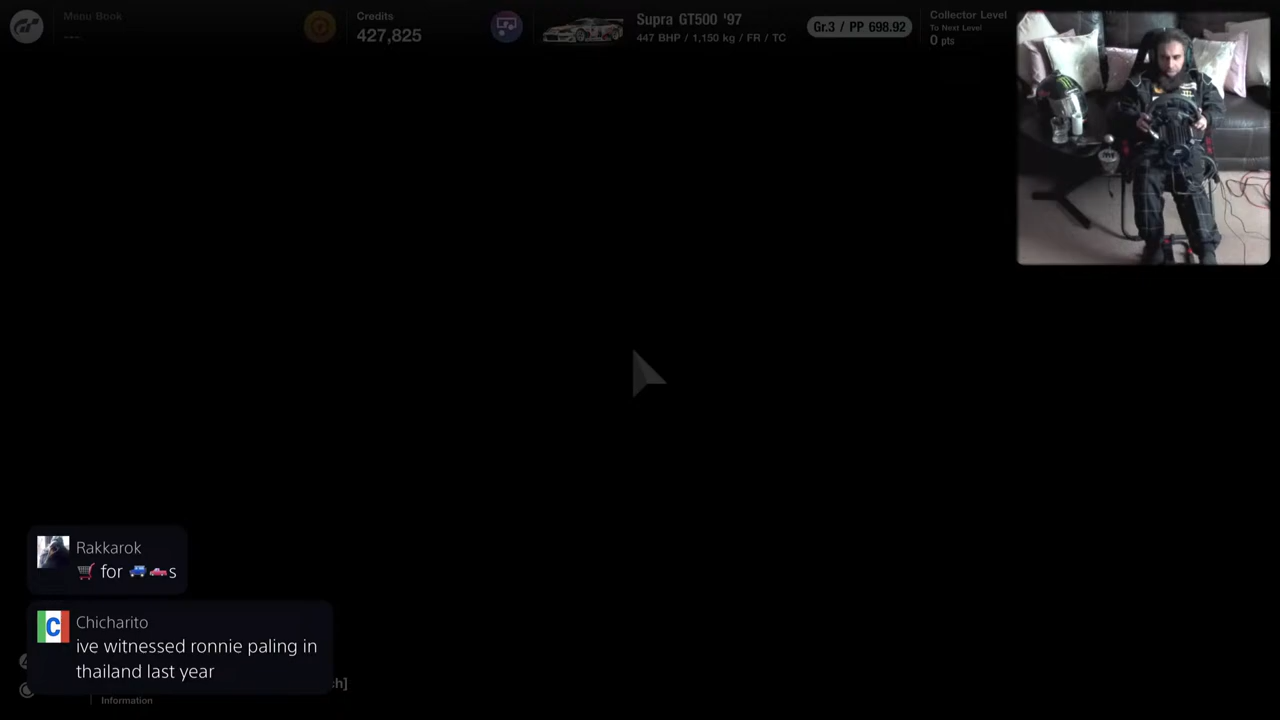 Menu Book
---
Credits
427,825
Supra GT500 '97
447 BHP / 1,150 kg / FR / TC
Gr.3 / PP 698.92
Collector Level
To Next Level
0 pts
Rakkarok
🛒 for 🚙🛻s
C
Chicharito
ive witnessed ronnie paling in
thailand last year
Information